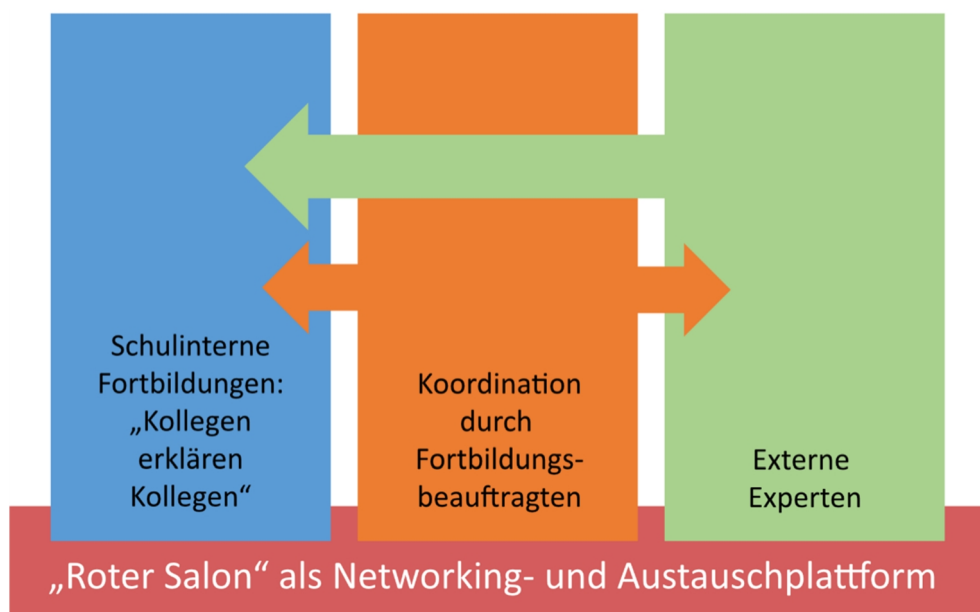 Schulinterne
Fortbildungen:
„Kollegen
erklären
Kollegen“
Koordination
durch
Fortbildungs-
beauftragten
Externe
Experten
„Roter Salon“ als Networking- und Austauschplattform